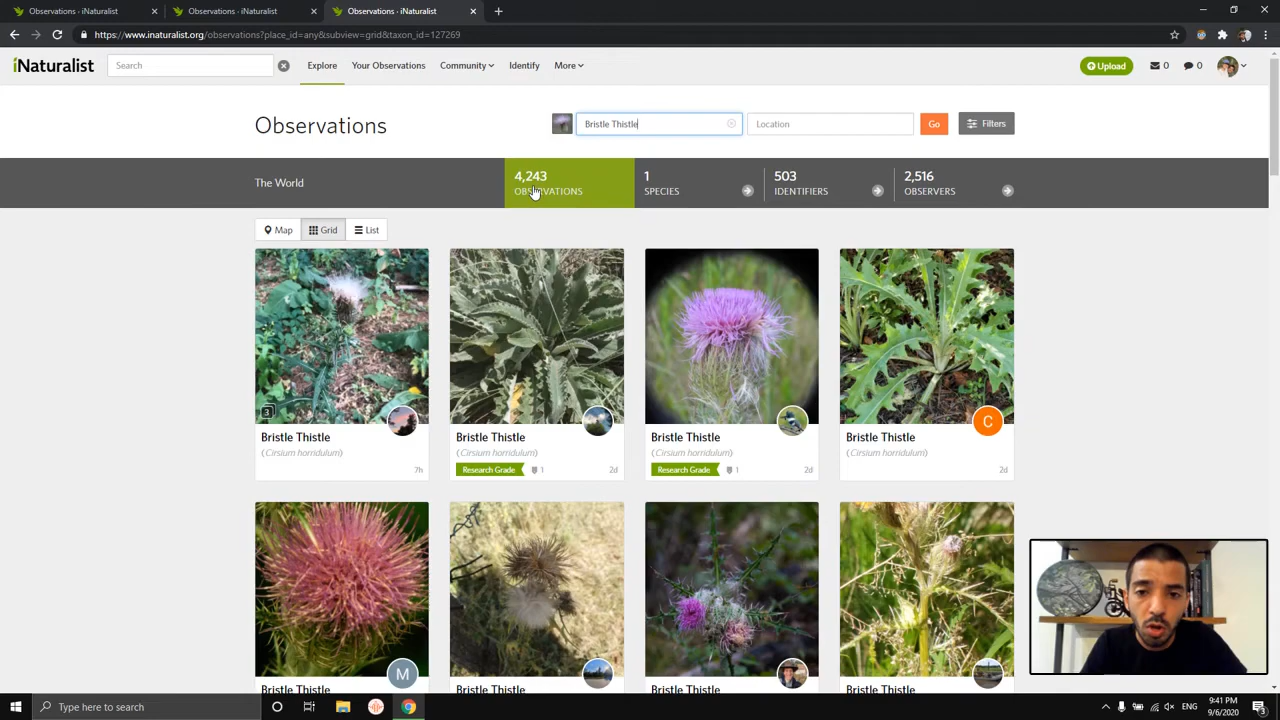 Observations
Observations
Observations
https://www.inaturalist.org/observations?place_id=any&subview=grid&taxon_id=127269
iNaturalist
Search
Explore
Your Observations
Community
Identify
More
Upload
0
0
Observations
Bristle Thistle
Location
Go
Filters
The World
4,243
OBSERVATIONS
1
SPECIES
503
IDENTIFIERS
2,516
OBSERVERS
Map
Grid
List
3
C
Bristle Thistle
(Cirsium horridulum)
7h
Bristle Thistle
(Cirsium horridulum)
Research Grade
1
2d
Bristle Thistle
(Cirsium horridulum)
Research Grade
1
2d
Bristle Thistle
(Cirsium horridulum)
2d
M
Bristle Thistle
Bristle Thistle
Bristle Thistle
Bristle Thistle
Type here to search
ENG
9:41 PM
9/6/2020
3